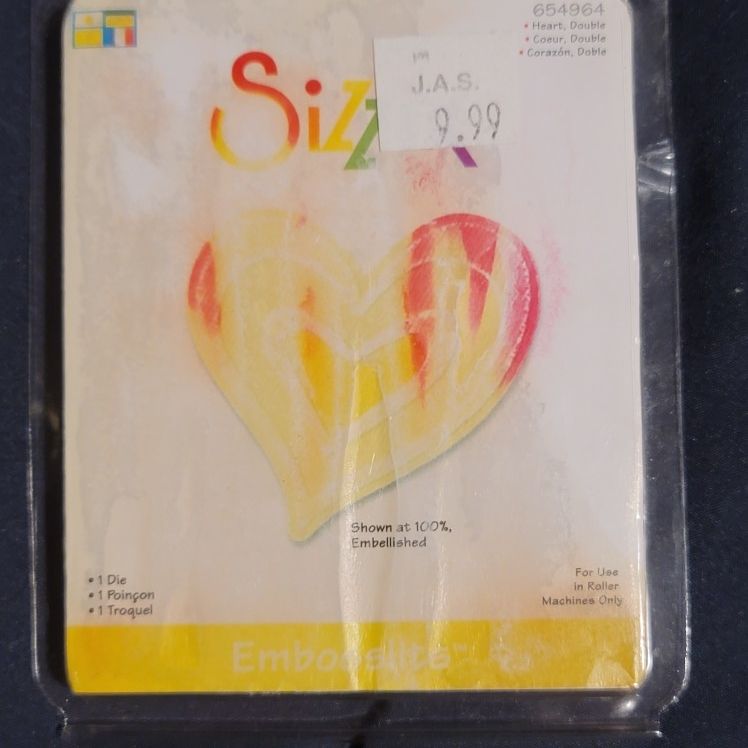 654964
• Heart, Double
• Coeur, Double
• Corazón, Doble
J.A.S.
9.99
Shown at 100%,
Embellished
• 1 Die
• 1 Poinçon
• 1 Troquel
For Use
in Roller
Machines Only
Embosslits™